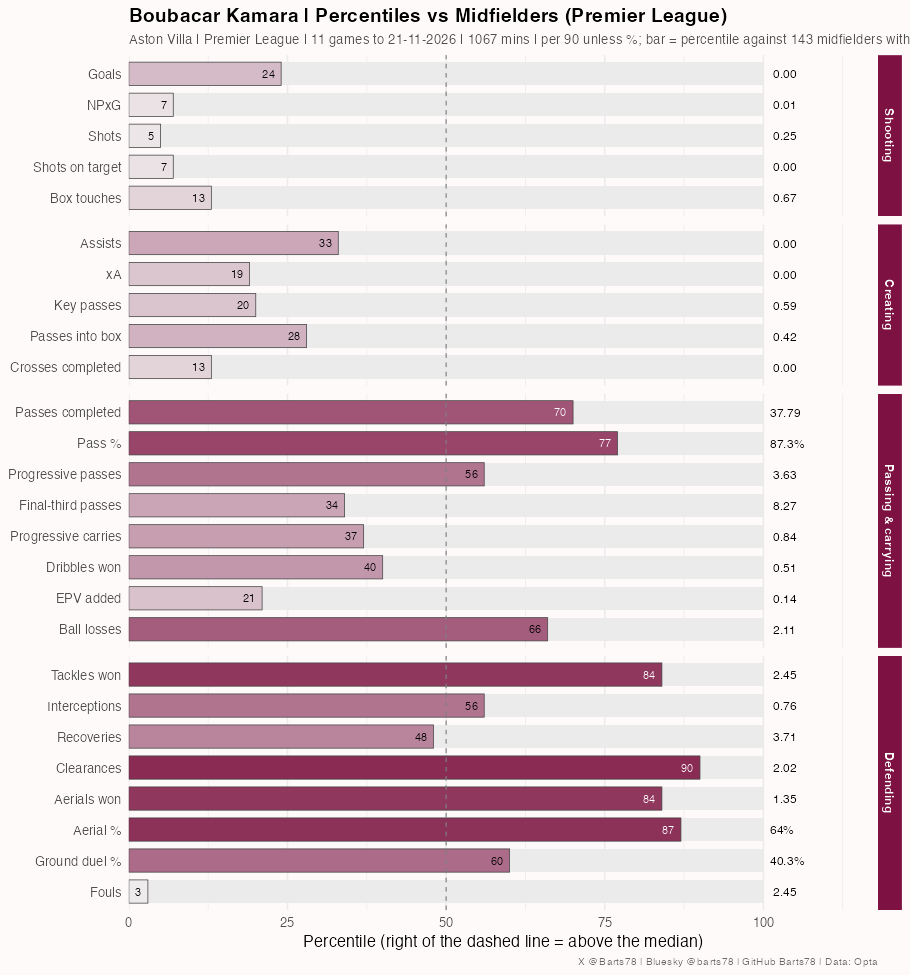 Boubacar Kamara | Percentiles vs Midfielders (Premier League)
Aston Villa | Premier League | 11 games to 21-11-2026 | 1067 mins | per 90 unless %; bar = percentile against 143 midfielders with
Goals 24 0.00
NPxG 7 0.01
Shots 5 0.25
Shots on target 7 0.00
Box touches 13 0.67
Shooting
Assists 33 0.00
xA 19 0.00
Key passes 20 0.59
Passes into box 28 0.42
Crosses completed 13 0.00
Creating
Passes completed 70 37.79
Pass % 77 87.3%
Progressive passes 56 3.63
Final-third passes 34 8.27
Progressive carries 37 0.84
Dribbles won 40 0.51
EPV added 21 0.14
Ball losses 66 2.11
Passing & carrying
Tackles won 84 2.45
Interceptions 56 0.76
Recoveries 48 3.71
Clearances 90 2.02
Aerials won 84 1.35
Aerial % 87 64%
Ground duel % 60 40.3%
Fouls 3 2.45
Defending
0 25 50 75 100
Percentile (right of the dashed line = above the median)
X @Barts78 | Bluesky @barts78 | GitHub Barts78 | Data: Opta